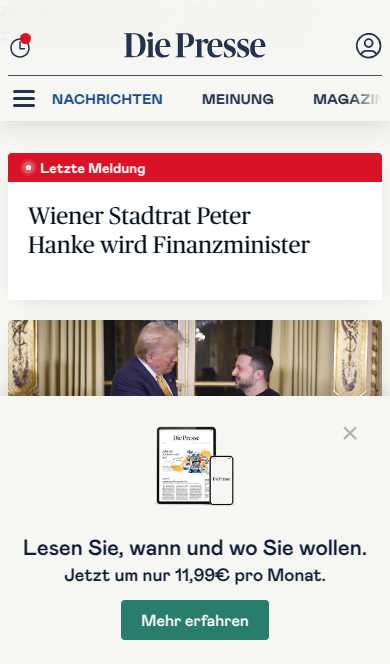 Die Presse
NACHRICHTEN MEINUNG MAGAZIN
Letzte Meldung
Wiener Stadtrat Peter
Hanke wird Finanzminister
Die Presse
Die Presse
Lesen Sie, wann und wo Sie wollen.
Jetzt um nur 11,99€ pro Monat.
Mehr erfahren